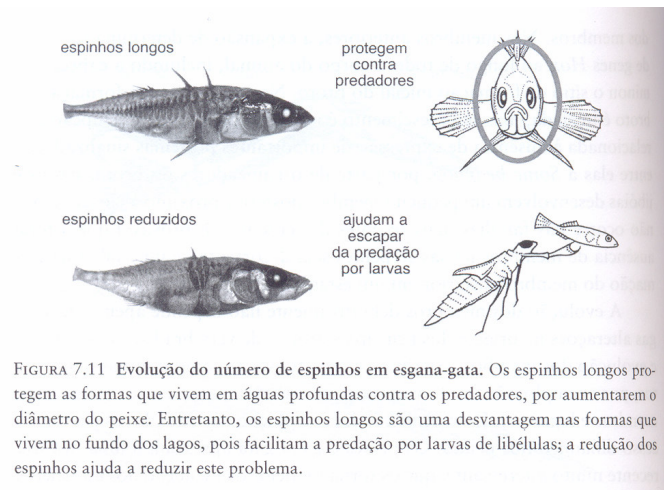 espinhos longos
protegem
contra
predadores
espinhos reduzidos
ajudam a
escapar
da predação
por larvas
FIGURA 7.11 Evolução do número de espinhos em esgana-gata. Os espinhos longos pro-
tegem as formas que vivem em águas profundas contra os predadores, por aumentarem o
diâmetro do peixe. Entretanto, os espinhos longos são uma desvantagem nas formas que
vivem no fundo dos lagos, pois facilitam a predação por larvas de libélulas; a redução dos
espinhos ajuda a reduzir este problema.